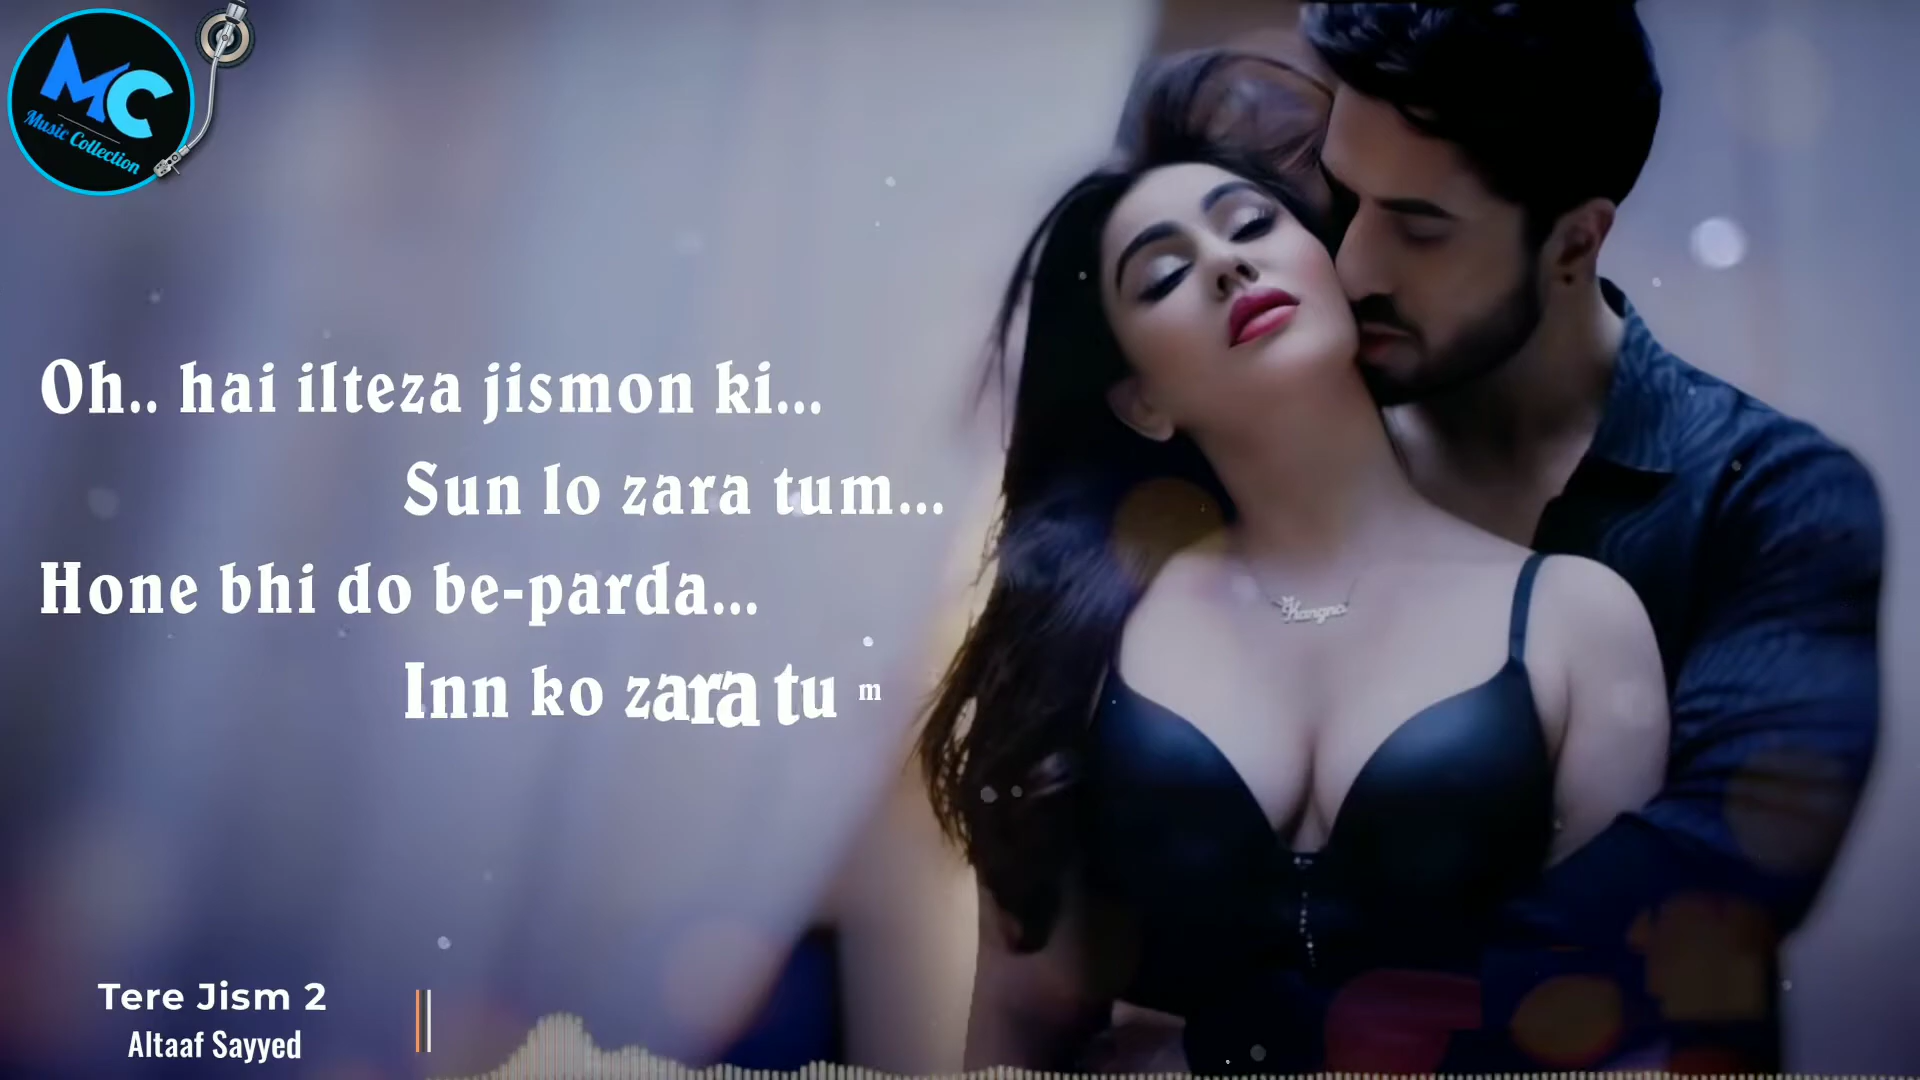 MC
Music Collection
Oh.. hai ilteza jismon ki...
Sun lo zara tum...
Hone bhi do be-parda...
Inn ko zara tu m
Kangna
Tere Jism 2
Altaaf Sayyed